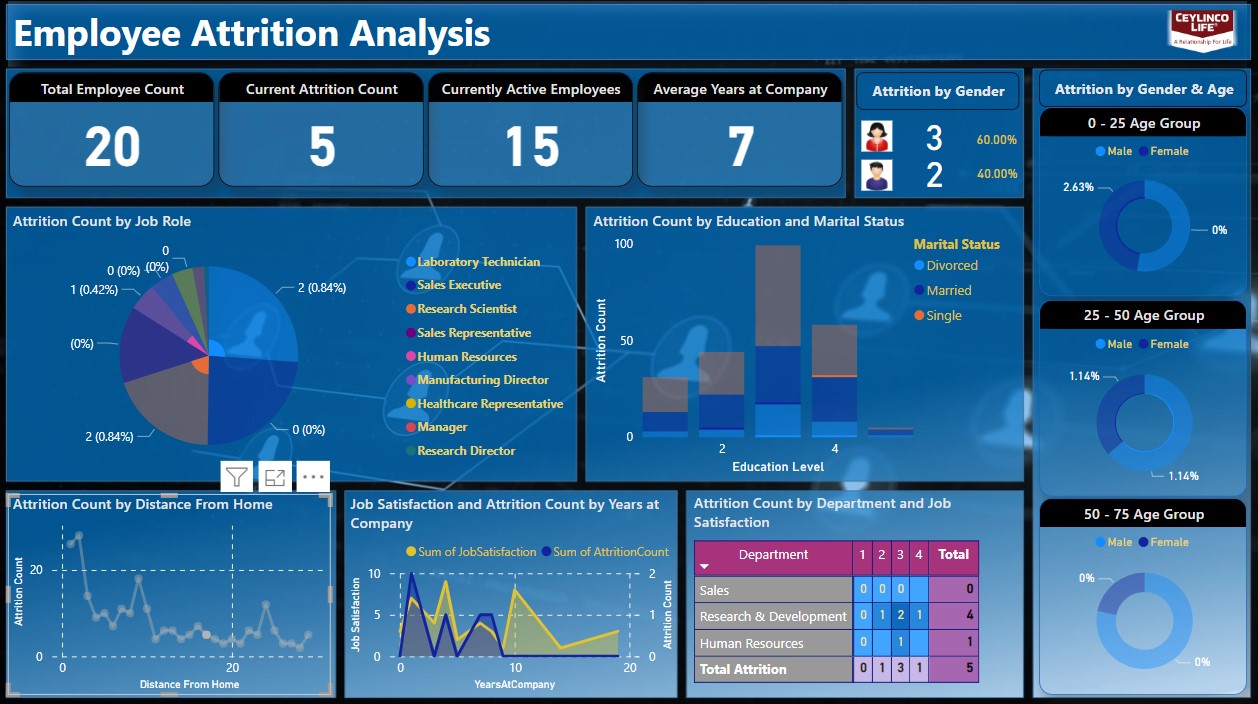 Employee Attrition Analysis
CEYLINCO
LIFE
A Relationship For Life
Total Employee Count
20
Current Attrition Count
5
Currently Active Employees
15
Average Years at Company
7
Attrition by Gender
3 60.00%
2 40.00%
Attrition by Gender & Age
0 - 25 Age Group
Male Female
2.63%
0%
25 - 50 Age Group
Male Female
1.14%
1.14%
50 - 75 Age Group
Male Female
0%
0%
Attrition Count by Job Role
0
(0%)
0 (0%)
1 (0.42%)
(0%)
2 (0.84%)
0 (0%)
2 (0.84%)
Laboratory Technician
Sales Executive
Research Scientist
Sales Representative
Human Resources
Manufacturing Director
Healthcare Representative
Manager
Research Director
Attrition Count by Education and Marital Status
Attrition Count
100
50
0
2 4
Education Level
Marital Status
Divorced
Married
Single
Attrition Count by Distance From Home
Attrition Count
20
0
0 20
Distance From Home
Job Satisfaction and Attrition Count by Years at
Company
Sum of JobSatisfaction Sum of AttritionCount
Job Satisfaction
10
5
0
0 10 20
2
1
0
Attrition Count
YearsAtCompany
Attrition Count by Department and Job
Satisfaction
Department 1 2 3 4 Total
Sales 0 0 0 0
Research & Development 0 1 2 1 4
Human Resources 0 1 1
Total Attrition 0 1 3 1 5